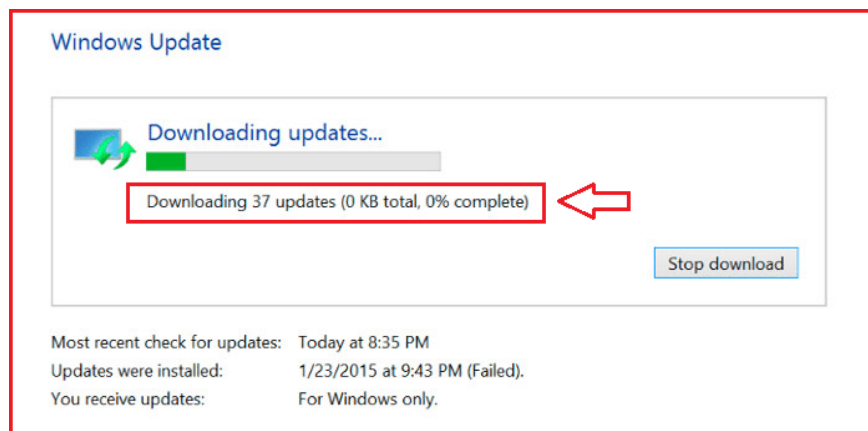 Windows Update
Downloading updates...
Downloading 37 updates (0 KB total, 0% complete)
Stop download
Most recent check for updates: Today at 8:35 PM
Updates were installed: 1/23/2015 at 9:43 PM (Failed).
You receive updates: For Windows only.